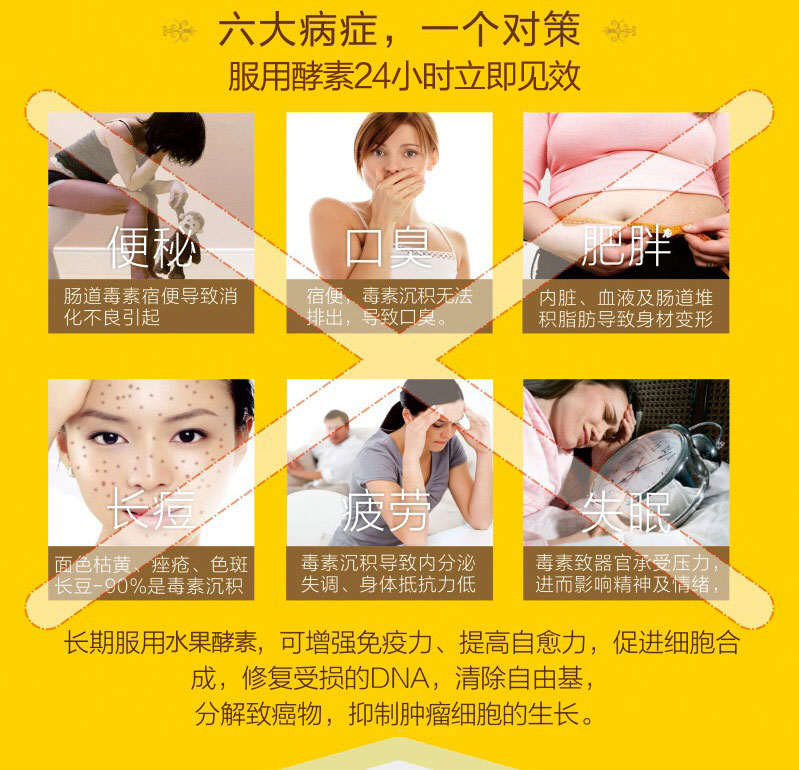 六大病症，一个对策
服用酵素24小时立即见效
便秘
肠道毒素宿便导致消
化不良引起
口臭
宿便，毒素沉积无法
排出，导致口臭。
肥胖
内脏、血液及肠道堆
积脂肪导致身材变形
长痘
面色枯黄、痤疮、色斑
长豆-90%是毒素沉积
疲劳
毒素沉积导致内分泌
失调、身体抵抗力低
失眠
毒素致器官承受压力，
进而影响精神及情绪，
长期服用水果酵素，可增强免疫力、提高自愈力，促进细胞合
成，修复受损的DNA，清除自由基，
分解致癌物，抑制肿瘤细胞的生长。